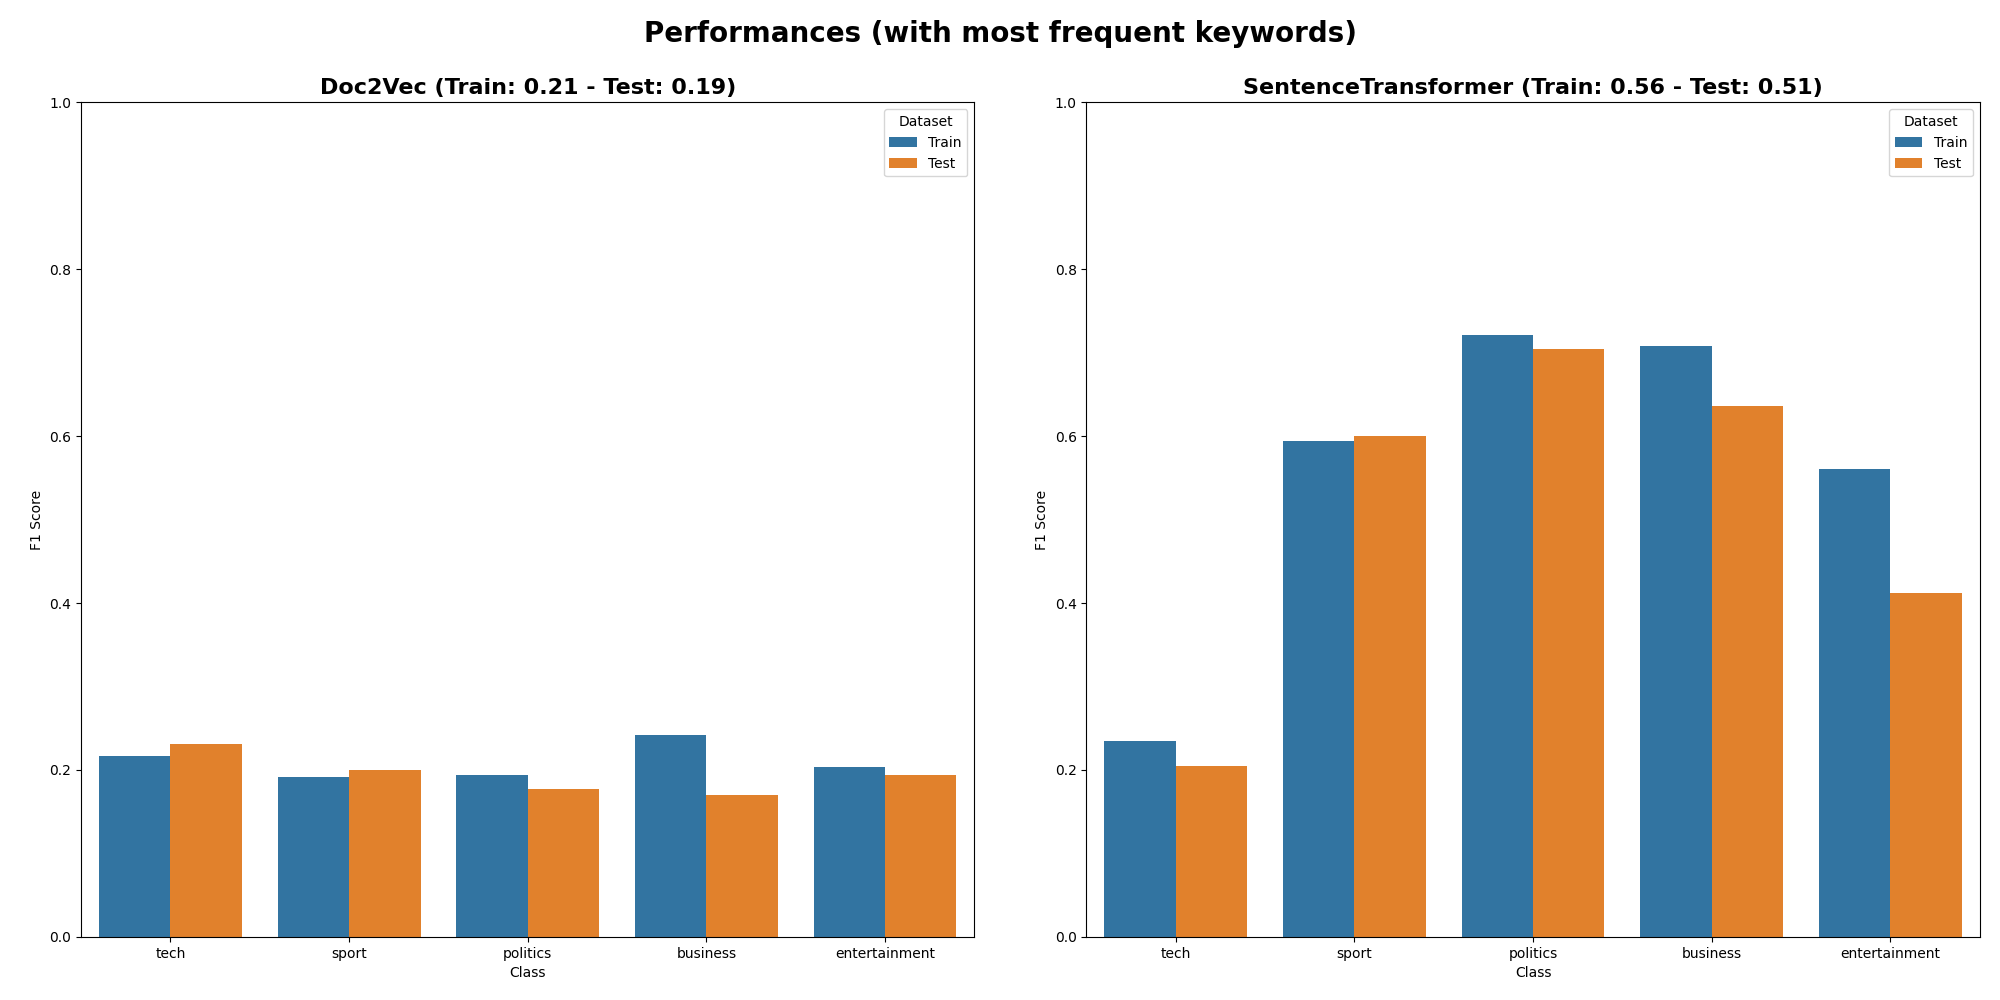 Performances (with most frequent keywords)
Doc2Vec (Train: 0.21 - Test: 0.19)
1.0
0.8
0.6
0.4
0.2
0.0
F1 Score
Dataset
Train
Test
tech sport politics business entertainment
Class
SentenceTransformer (Train: 0.56 - Test: 0.51)
1.0
0.8
0.6
0.4
0.2
0.0
F1 Score
Dataset
Train
Test
tech sport politics business entertainment
Class